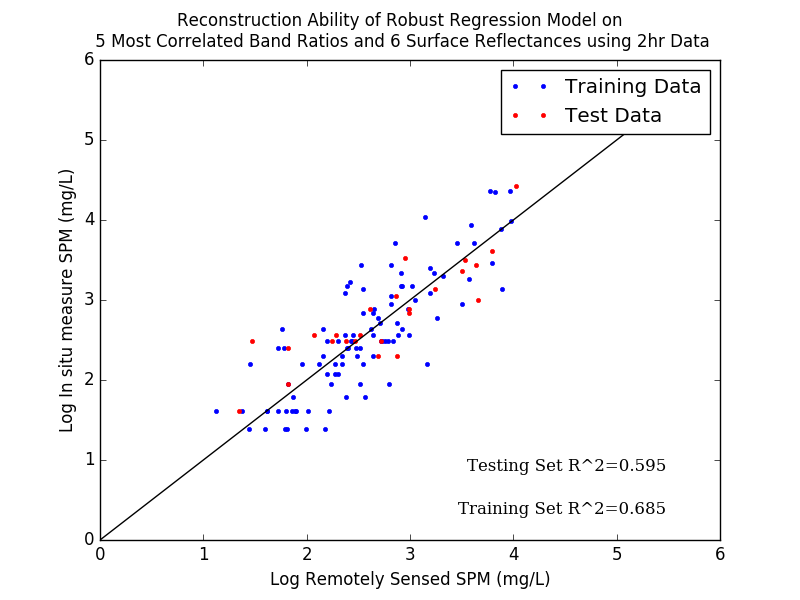 Reconstruction Ability of Robust Regression Model on
5 Most Correlated Band Ratios and 6 Surface Reflectances using 2hr Data
Training Data
Test Data
6
5
4
3
2
1
0
Log In situ measure SPM (mg/L)
Testing Set R^2=0.595
Training Set R^2=0.685
0 1 2 3 4 5 6
Log Remotely Sensed SPM (mg/L)